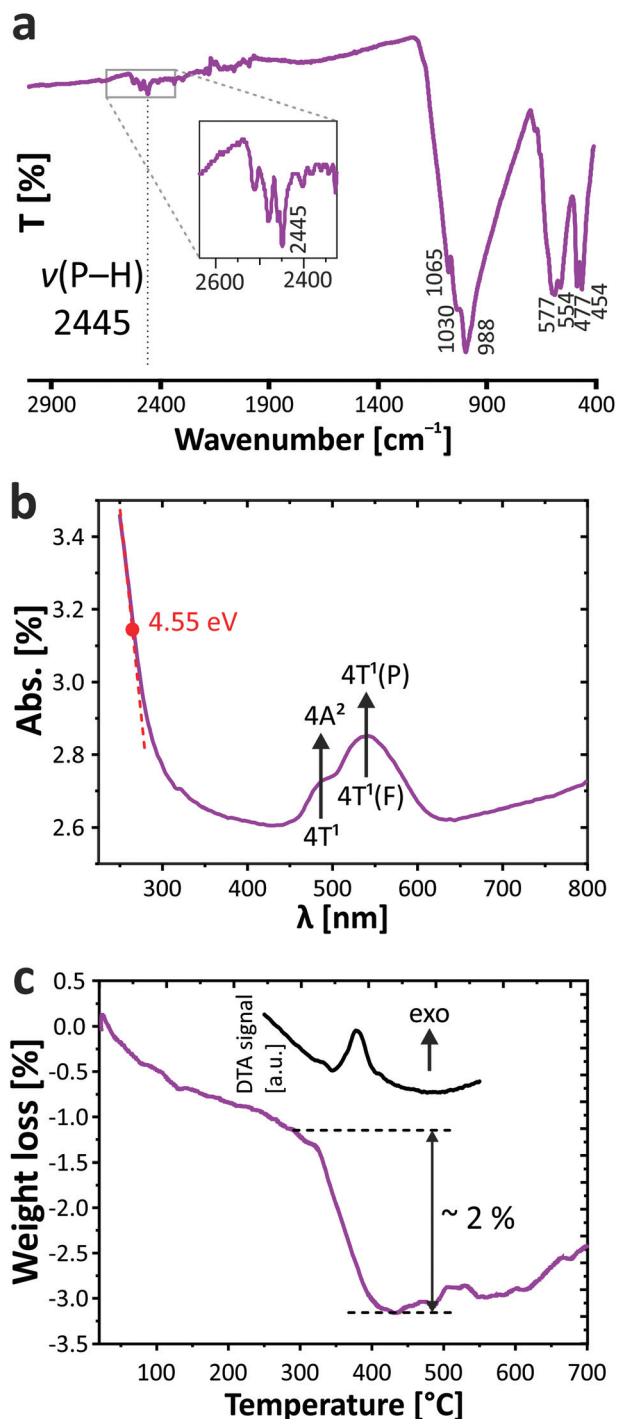 a
T [%]
2445
2600
2400
ν(P–H)
2445
1065
1030
988
577
554
477
454
2900
2400
1900
1400
900
400
Wavenumber [cm⁻¹]
b
Abs. [%]
3.4
3.2
3.0
2.8
2.6
4.55 eV
4T¹(P)
4A²
4T¹(F)
4T¹
300
400
500
600
700
800
λ [nm]
c
Weight loss [%]
0.5
0.0
-0.5
-1.0
-1.5
-2.0
-2.5
-3.0
-3.5
DTA signal
[a.u.]
exo
~ 2 %
100
200
300
400
500
600
700
Temperature [°C]